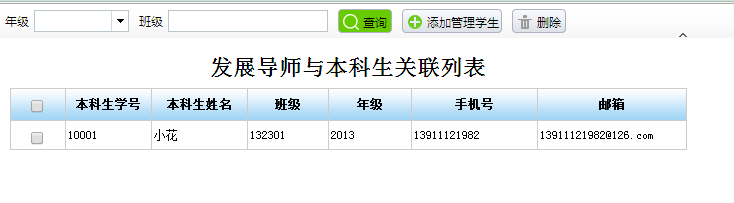 年级 班级 查询 添加管理学生 删除
发展导师与本科生关联列表
本科生学号 本科生姓名 班级 年级 手机号 邮箱
10001 小花 132301 2013 13911121982 13911121982@126.com